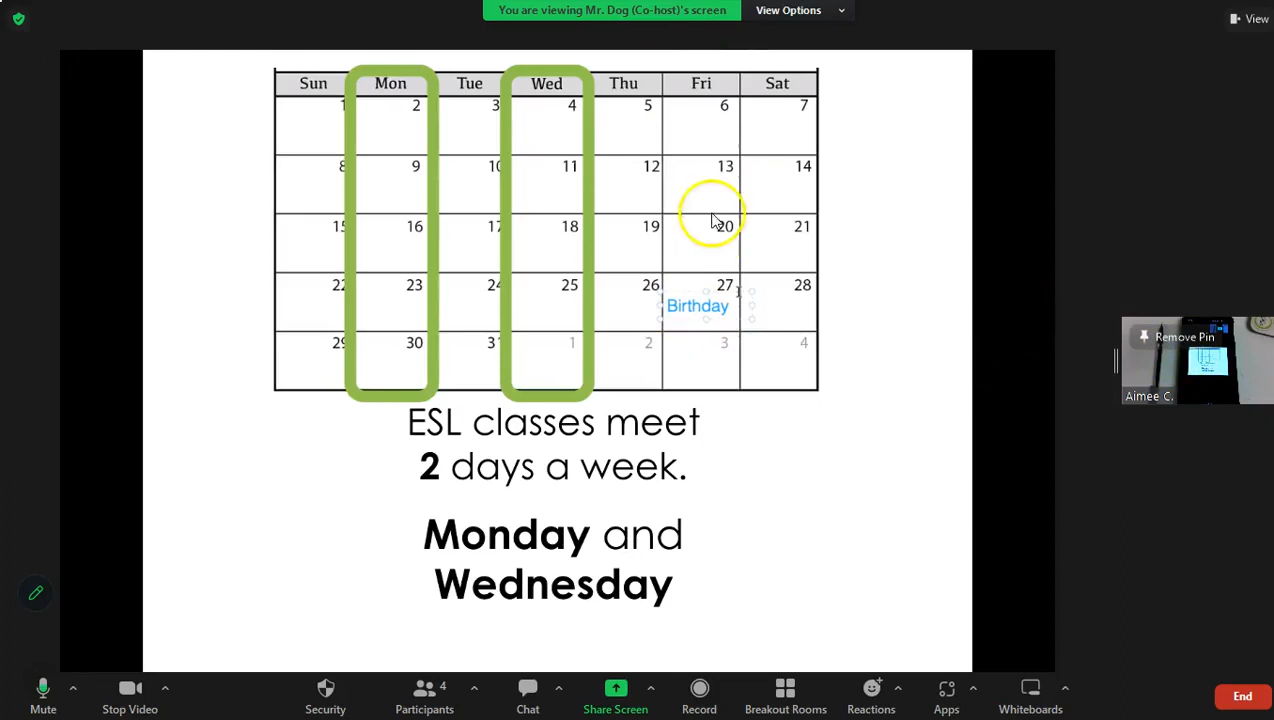 You are viewing Mr. Dog (Co-host)'s screen
View Options
View
Sun Mon Tue Wed Thu Fri Sat
1 2 3 4 5 6 7
8 9 10 11 12 13 14
15 16 17 18 19 20 21
22 23 24 25 26 27 28
Birthday
29 30 31 1 2 3 4
ESL classes meet
2 days a week.
Monday and
Wednesday
Remove Pin
Aimee C.
Mute
Stop Video
Security
Participants 4
Chat
Share Screen
Record
Breakout Rooms
Reactions
Apps
Whiteboards
End